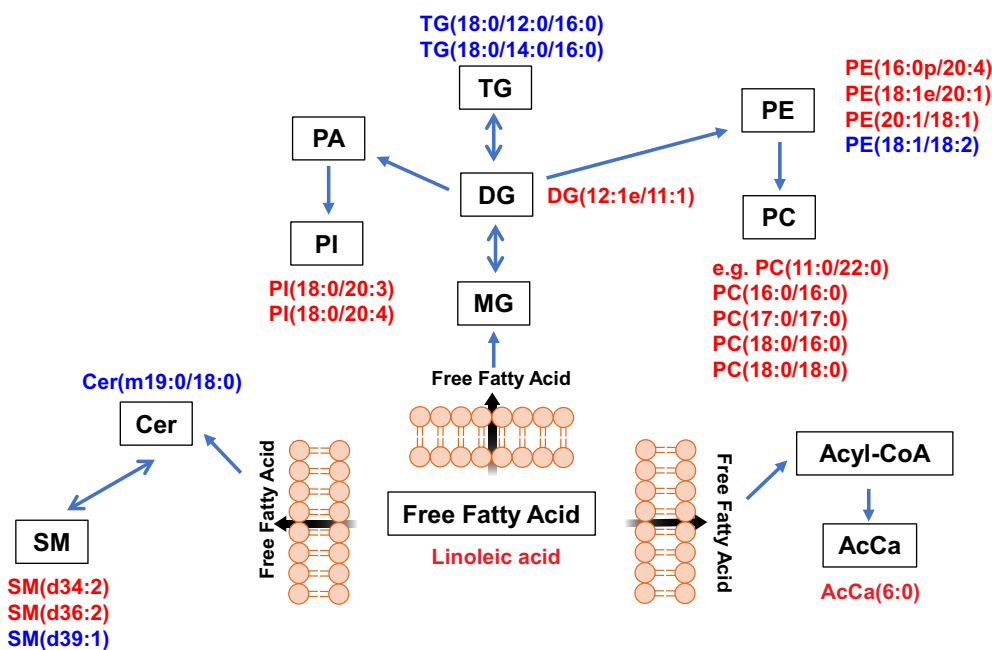 TG(18:0/12:0/16:0)
TG(18:0/14:0/16:0)
TG
PE(16:0p/20:4)
PE(18:1e/20:1)
PE(20:1/18:1)
PE(18:1/18:2)
PE
PA
DG
DG(12:1e/11:1)
PC
PI
e.g. PC(11:0/22:0)
PC(16:0/16:0)
PC(17:0/17:0)
PC(18:0/16:0)
PC(18:0/18:0)
PI(18:0/20:3)
PI(18:0/20:4)
MG
Free Fatty Acid
Cer(m19:0/18:0)
Cer
Free Fatty Acid
Free Fatty Acid
Linoleic acid
Free Fatty Acid
Acyl-CoA
AcCa
AcCa(6:0)
SM
SM(d34:2)
SM(d36:2)
SM(d39:1)